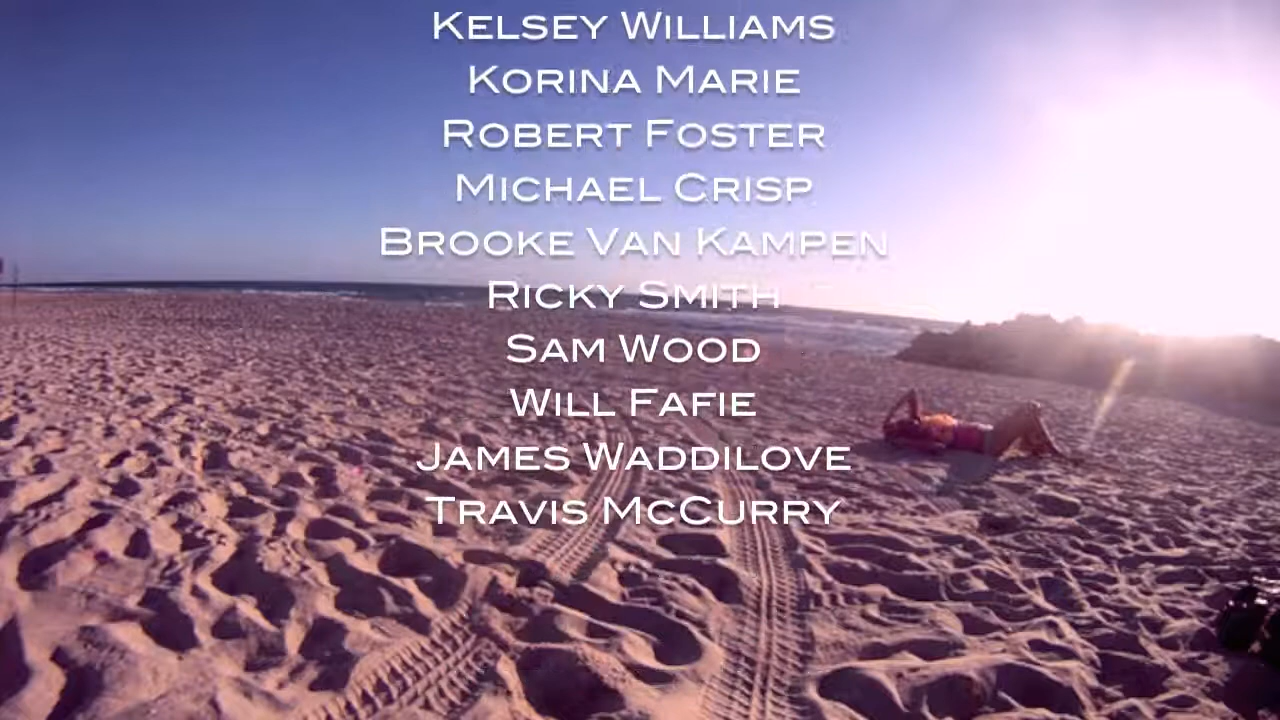 Kelsey Williams
Korina Marie
Robert Foster
Michael Crisp
Brooke Van Kampen
Ricky Smith
Sam Wood
Will Fafie
James Waddilove
Travis McCurry